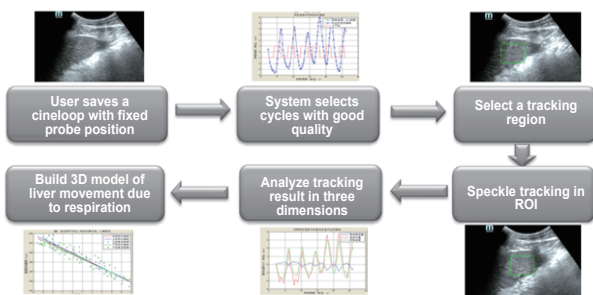 User saves a
cineloop with fixed
probe position
System selects
cycles with good
quality
Select a tracking
region
Speckle tracking in
ROI
Analyze tracking
result in three
dimensions
Build 3D model of
liver movement due
to respiration